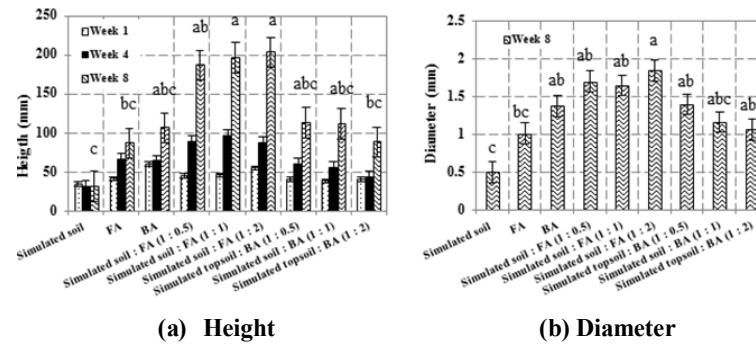 250
200
150
100
50
0
Heigth (mm)
Week 1
Week 4
Week 8
c
bc
abc
ab
a
a
abc
abc
bc
Simulated soil
FA
BA
Simulated soil : FA (1 : 0.5)
Simulated soil : FA (1 : 1)
Simulated soil : FA (1 : 2)
Simulated topsoil : BA (1 : 0.5)
Simulated soil : BA (1 : 1)
Simulated topsoil : BA (1 : 2)
(a) Height
2.5
2
1.5
1
0.5
0
Diameter (mm)
Week 8
c
bc
ab
ab
ab
a
ab
abc
ab
Simulated soil
FA
BA
Simulated soil : FA (1 : 0.5)
Simulated soil : FA (1 : 1)
Simulated soil : FA (1 : 2)
Simulated topsoil : BA (1 : 0.5)
Simulated soil : BA (1 : 1)
Simulated topsoil : BA (1 : 2)
(b) Diameter